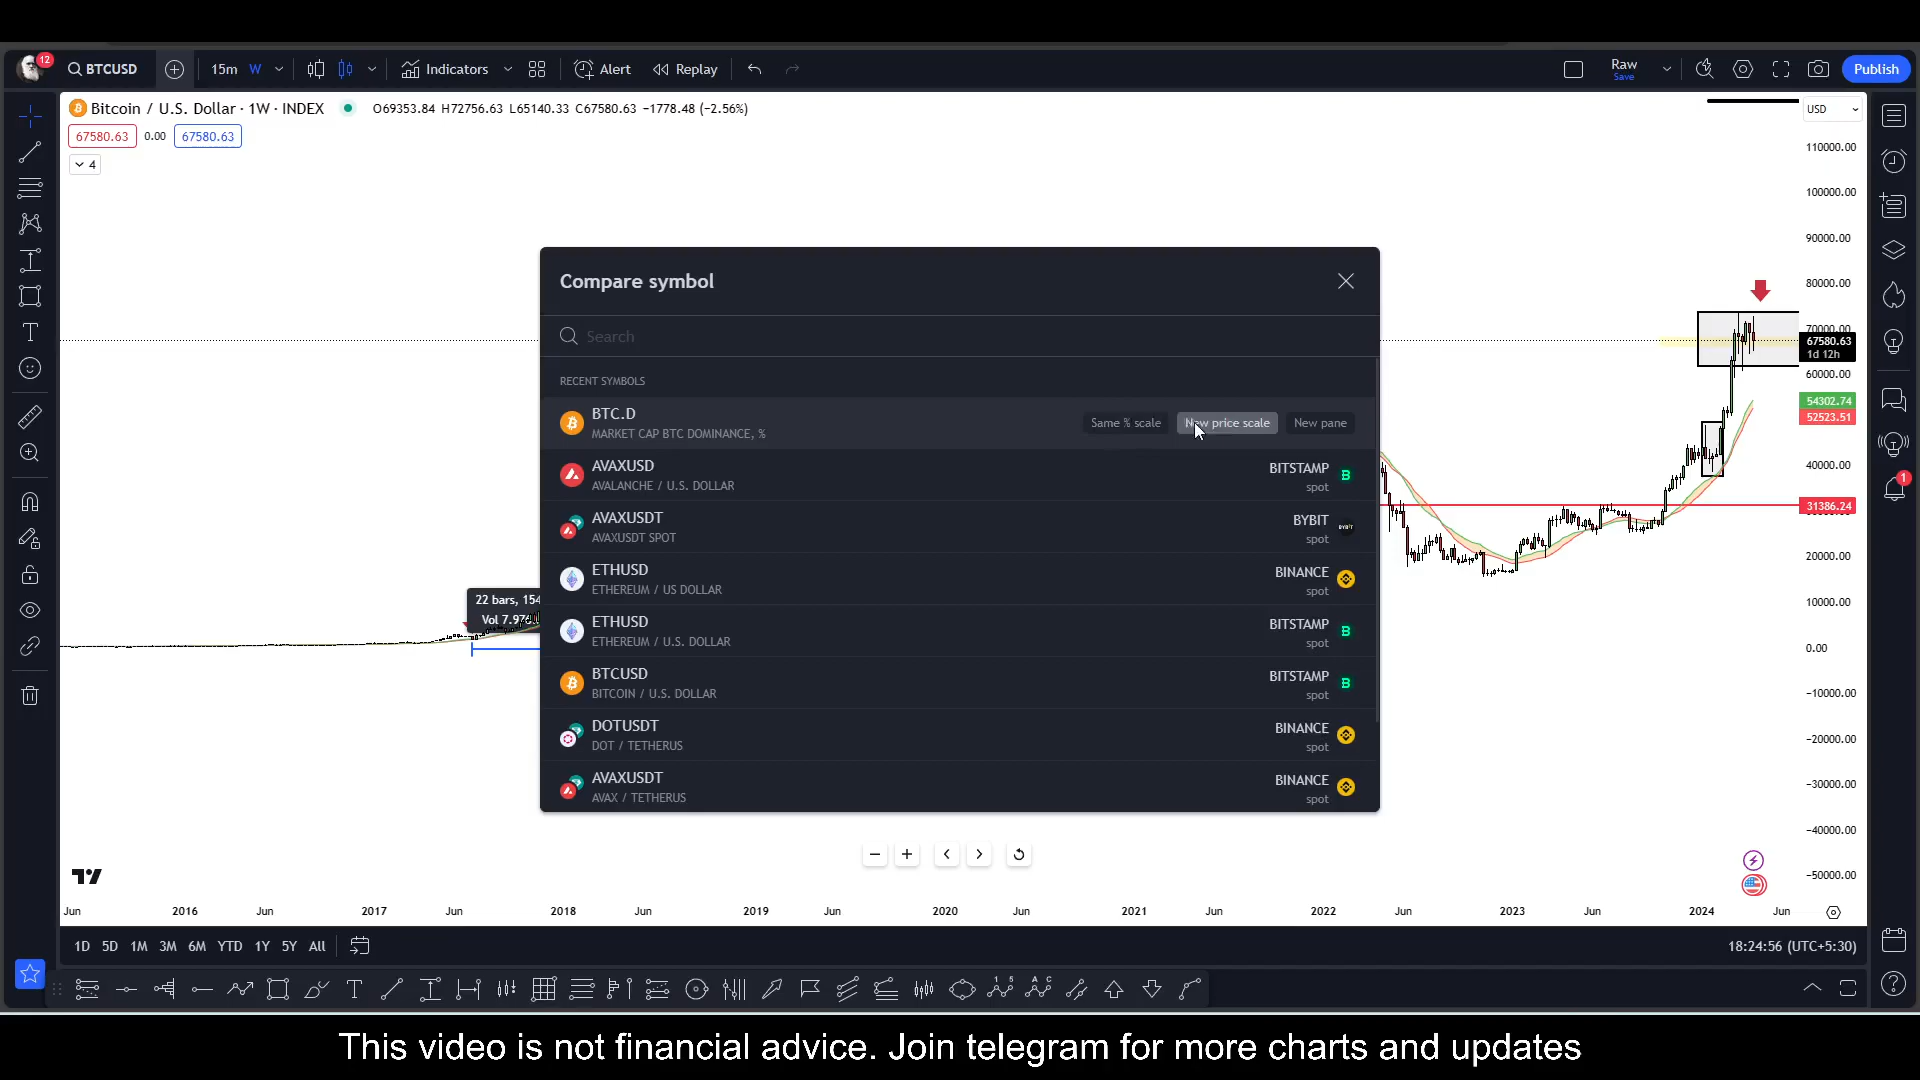 12
BTCUSD
15m W
Indicators
Alert
Replay
Raw
Save
Publish
Bitcoin / U.S. Dollar · 1W · INDEX
O69353.84 H72756.63 L65140.33 C67580.63 −1778.48 (−2.56%)
USD
67580.63 0.00 67580.63
4
110000.00
100000.00
90000.00
80000.00
70000.00
67580.63
1d 12h
60000.00
54302.74
52523.51
40000.00
31386.24
20000.00
10000.00
0.00
−10000.00
−20000.00
−30000.00
−40000.00
−50000.00
1
22 bars, 154
Vol 7.976
Compare symbol
Search
RECENT SYMBOLS
BTC.D
MARKET CAP BTC DOMINANCE, %
Same % scale New price scale New pane
AVAXUSD
AVALANCHE / U.S. DOLLAR
BITSTAMP
spot
AVAXUSDT
AVAXUSDT SPOT
BYBIT
spot
ETHUSD
ETHEREUM / US DOLLAR
BINANCE
spot
ETHUSD
ETHEREUM / U.S. DOLLAR
BITSTAMP
spot
BTCUSD
BITCOIN / U.S. DOLLAR
BITSTAMP
spot
DOTUSDT
DOT / TETHERUS
BINANCE
spot
AVAXUSDT
AVAX / TETHERUS
BINANCE
spot
Jun 2016 Jun 2017 Jun 2018 Jun 2019 Jun 2020 Jun 2021 Jun 2022 Jun 2023 Jun 2024 Jun
1D 5D 1M 3M 6M YTD 1Y 5Y All
18:24:56 (UTC+5:30)
This video is not financial advice. Join telegram for more charts and updates